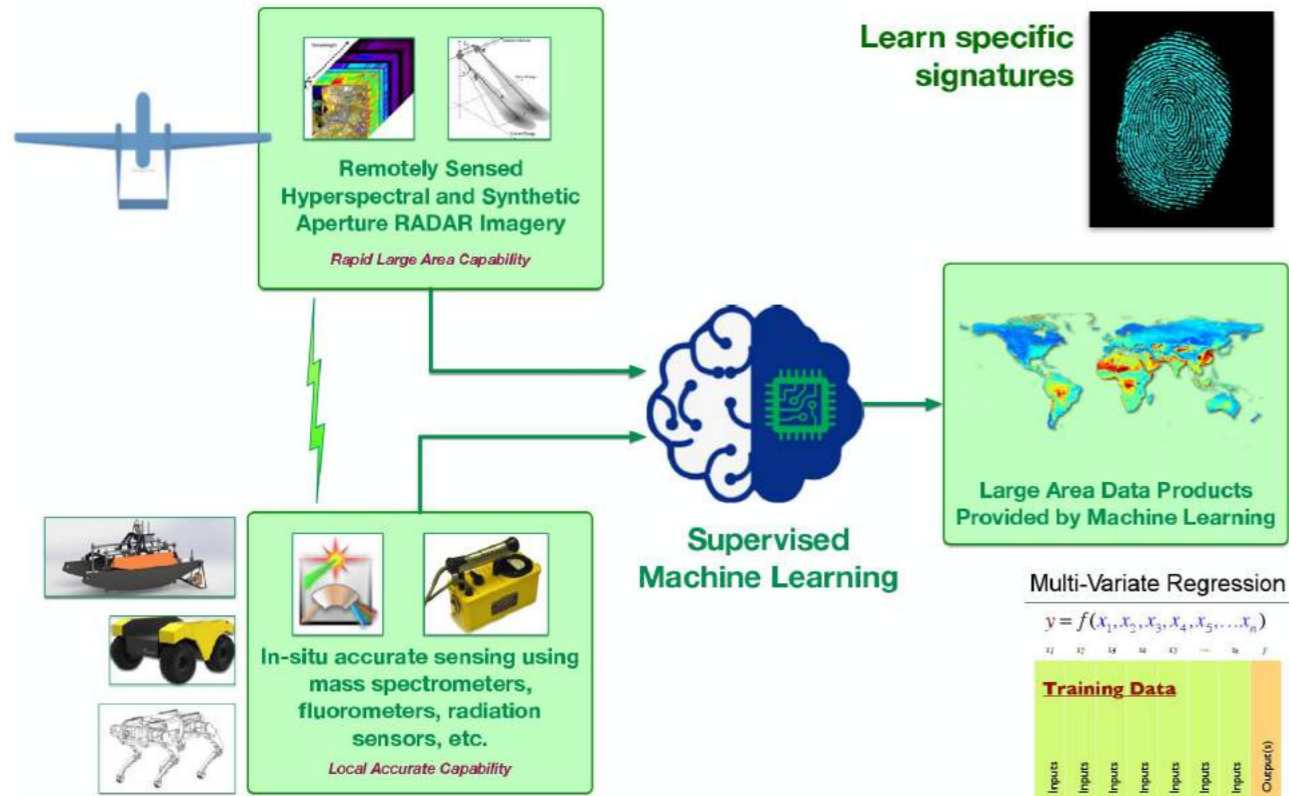 Learn specific
signatures
Wavelength
Remotely Sensed
Hyperspectral and Synthetic
Aperture RADAR Imagery
Rapid Large Area Capability
Supervised
Machine Learning
Large Area Data Products
Provided by Machine Learning
In-situ accurate sensing using
mass spectrometers,
fluorometers, radiation
sensors, etc.
Local Accurate Capability
Multi-Variate Regression
y = f(x₁,x₂,x₃,x₄,x₅,…xₙ)
Training Data
Inputs
Inputs
Inputs
Inputs
Inputs
Inputs
Inputs
Output(s)